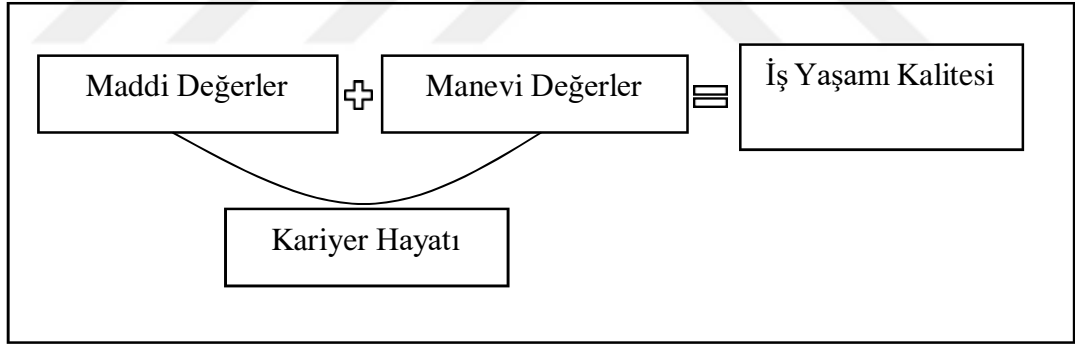 Maddi Değerler
Manevi Değerler
İş Yaşamı Kalitesi
Kariyer Hayatı